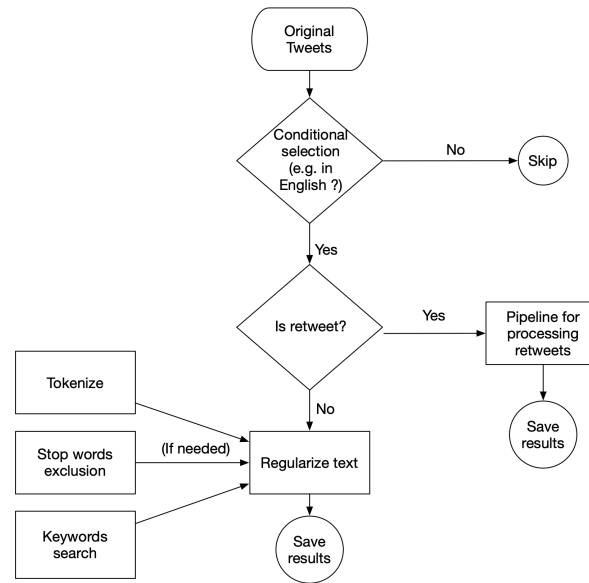 Original
Tweets
Conditional
selection
(e.g. in
English ?)
No
Skip
Yes
Is retweet?
Yes
Pipeline for
processing
retweets
No
Save
results
Tokenize
Stop words
exclusion
(If needed)
Regularize text
Keywords
search
Save
results